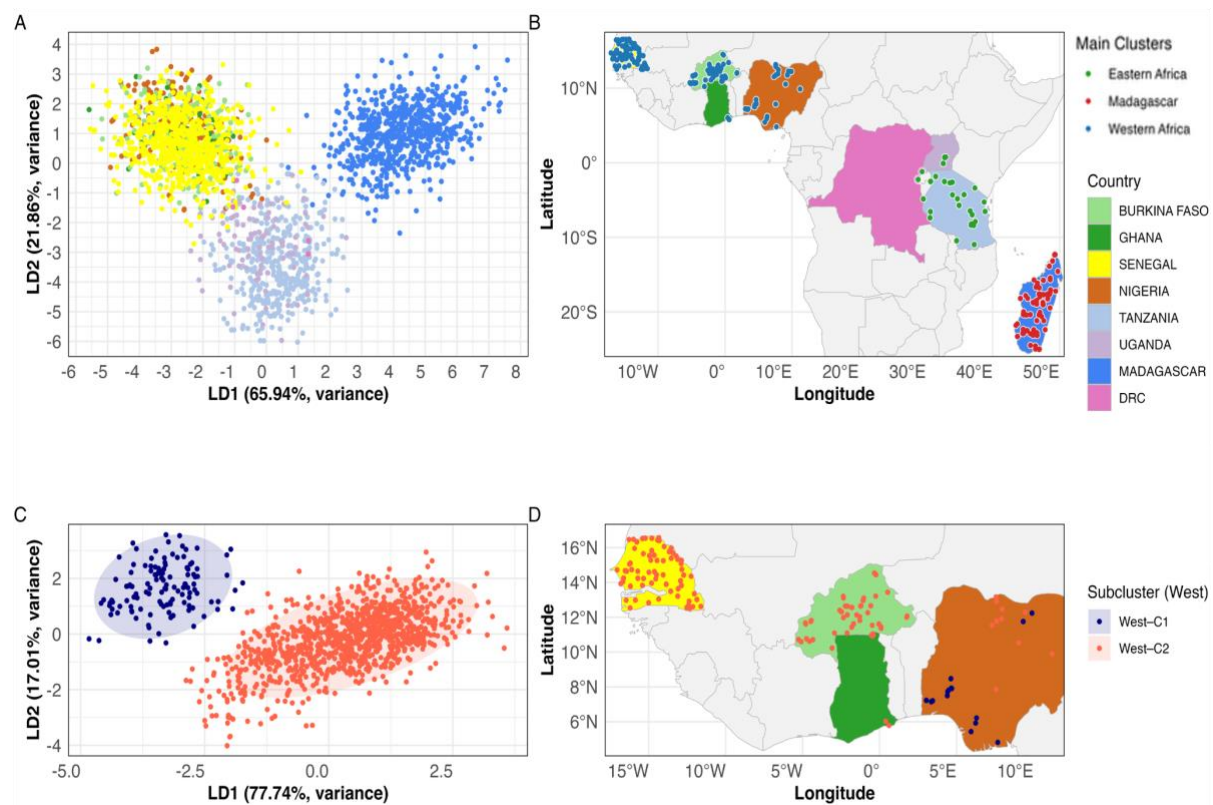 A
4
3
2
1
0
-1
-2
-3
-4
-5
-6
LD2 (21.86%, variance)
-6 -5 -4 -3 -2 -1 0 1 2 3 4 5 6 7 8
LD1 (65.94%, variance)
B
10°N
0°
10°S
20°S
Latitude
10°W 0° 10°E 20°E 30°E 40°E 50°E
Longitude
Main Clusters
Eastern Africa
Madagascar
Western Africa
Country
BURKINA FASO
GHANA
SENEGAL
NIGERIA
TANZANIA
UGANDA
MADAGASCAR
DRC
C
2
0
-2
-4
LD2 (17.01%, variance)
-5.0 -2.5 0.0 2.5
LD1 (77.74%, variance)
D
16°N
14°N
12°N
10°N
8°N
6°N
Latitude
15°W 10°W 5°W 0° 5°E 10°E
Longitude
Subcluster (West)
West–C1
West–C2